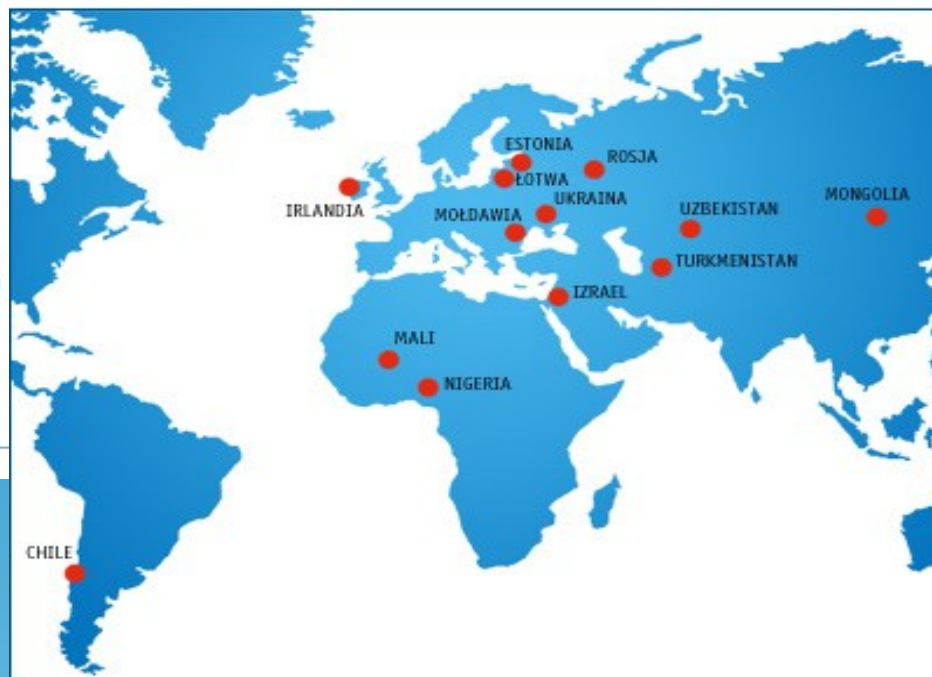 ESTONIA
ROSJA
ŁOTWA
IRLANDIA
UKRAINA
MOŁDAWIA
UZBEKISTAN
MONGOLIA
TURKMENISTAN
IZRAEL
MALI
NIGERIA
CHILE